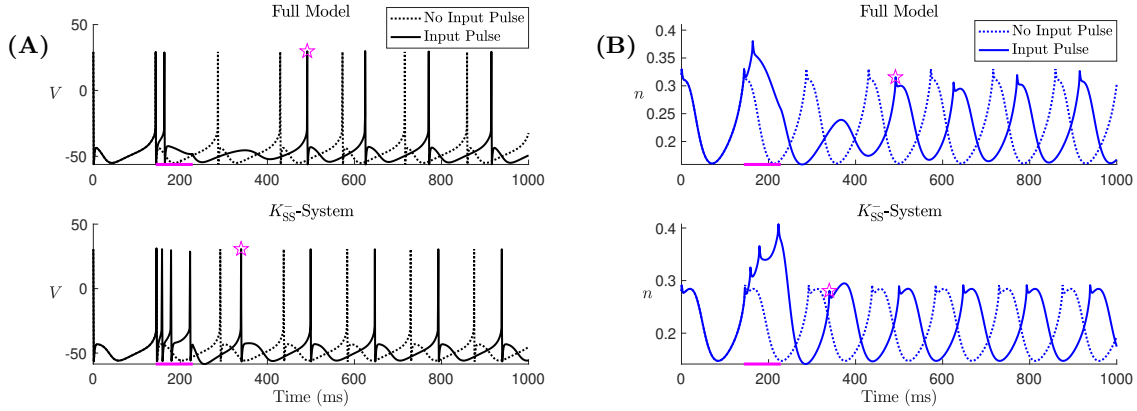 (A)
Full Model
No Input Pulse
Input Pulse
V
50
0
-50
0 200 400 600 800 1000
K⁻SS-System
V
50
0
-50
0 200 400 600 800 1000
Time (ms)
(B)
Full Model
No Input Pulse
Input Pulse
n
0.4
0.35
0.3
0.25
0.2
0 200 400 600 800 1000
K⁻SS-System
n
0.4
0.3
0.2
0 200 400 600 800 1000
Time (ms)